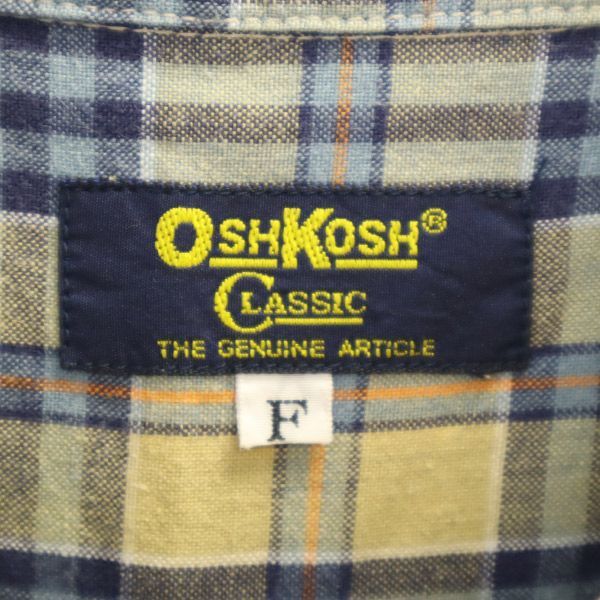 OSHKOSH®
CLASSIC
THE GENUINE ARTICLE
F